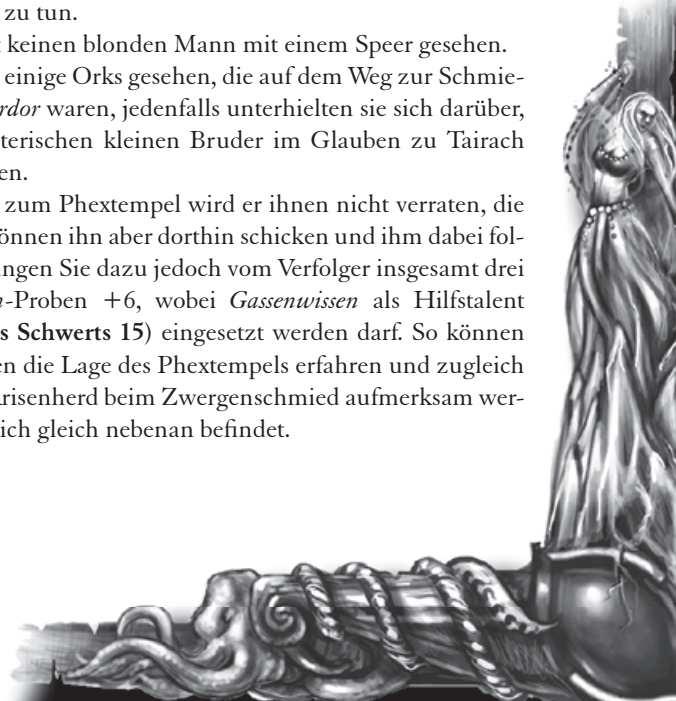 zu tun.
keinen blonden Mann mit einem Speer gesehen.
einige Orks gesehen, die auf dem Weg zur Schmie-
rdor waren, jedenfalls unterhielten sie sich darüber,
terischen kleinen Bruder im Glauben zu Tairach
en.
zum Phextempel wird er ihnen nicht verraten, die
önnen ihn aber dorthin schicken und ihm dabei fol-
ngen Sie dazu jedoch vom Verfolger insgesamt drei
-Proben +6, wobei Gassenwissen als Hilfstalent
s Schwerts 15) eingesetzt werden darf. So können
en die Lage des Phextempels erfahren und zugleich
risenherd beim Zwergenschmied aufmerksam wer-
ich gleich nebenan befindet.